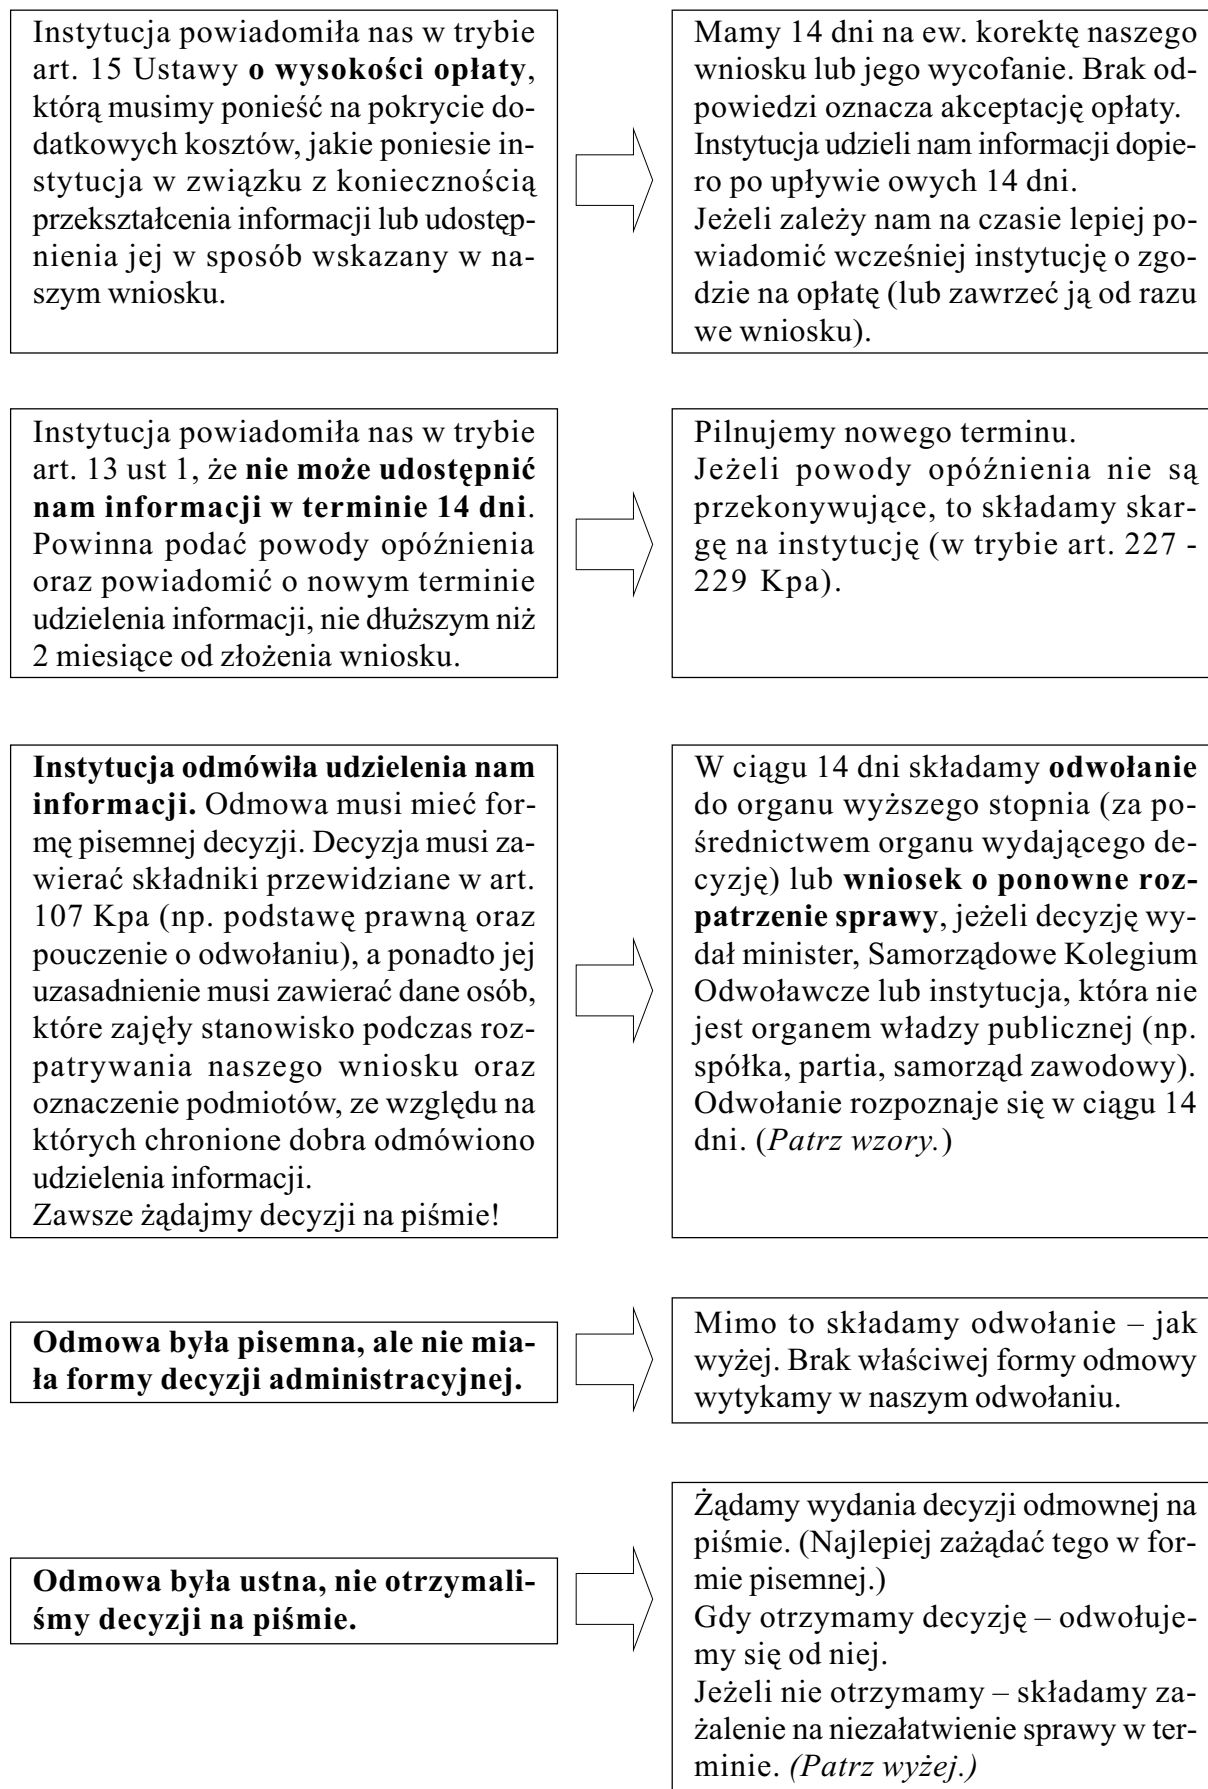 Instytucja powiadomiła nas w trybie
art. 15 Ustawy o wysokości opłaty,
którą musimy ponieść na pokrycie do-
datkowych kosztów, jakie poniesie in-
stytucja w związku z koniecznością
przekształcenia informacji lub udostęp-
nienia jej w sposób wskazany w na-
szym wniosku.
Mamy 14 dni na ew. korektę naszego
wniosku lub jego wycofanie. Brak od-
powiedzi oznacza akceptację opłaty.
Instytucja udzieli nam informacji dopie-
ro po upływie owych 14 dni.
Jeżeli zależy nam na czasie lepiej po-
wiadomić wcześniej instytucję o zgo-
dzie na opłatę (lub zawrzeć ją od razu
we wniosku).
Instytucja powiadomiła nas w trybie
art. 13 ust 1, że nie może udostępnić
nam informacji w terminie 14 dni.
Powinna podać powody opóźnienia
oraz powiadomić o nowym terminie
udzielenia informacji, nie dłuższym niż
2 miesiące od złożenia wniosku.
Pilnujemy nowego terminu.
Jeżeli powody opóźnienia nie są
przekonywujące, to składamy skar-
gę na instytucję (w trybie art. 227 -
229 Kpa).
Instytucja odmówiła udzielenia nam
informacji. Odmowa musi mieć for-
mę pisemnej decyzji. Decyzja musi za-
wierać składniki przewidziane w art.
107 Kpa (np. podstawę prawną oraz
pouczenie o odwołaniu), a ponadto jej
uzasadnienie musi zawierać dane osób,
które zajęły stanowisko podczas roz-
patrywania naszego wniosku oraz
oznaczenie podmiotów, ze względu na
których chronione dobra odmówiono
udzielenia informacji.
Zawsze żądajmy decyzji na piśmie!
W ciągu 14 dni składamy odwołanie
do organu wyższego stopnia (za po-
średnictwem organu wydającego de-
cyzję) lub wniosek o ponowne roz-
patrzenie sprawy, jeżeli decyzję wy-
dał minister, Samorządowe Kolegium
Odwoławcze lub instytucja, która nie
jest organem władzy publicznej (np.
spółka, partia, samorząd zawodowy).
Odwołanie rozpoznaje się w ciągu 14
dni. (Patrz wzory.)
Odmowa była pisemna, ale nie mia-
ła formy decyzji administracyjnej.
Mimo to składamy odwołanie – jak
wyżej. Brak właściwej formy odmowy
wytykamy w naszym odwołaniu.
Odmowa była ustna, nie otrzymali-
śmy decyzji na piśmie.
Żądamy wydania decyzji odmownej na
piśmie. (Najlepiej zażądać tego w for-
mie pisemnej.)
Gdy otrzymamy decyzję – odwołuje-
my się od niej.
Jeżeli nie otrzymamy – składamy za-
żalenie na niezałatwienie sprawy w ter-
minie. (Patrz wyżej.)